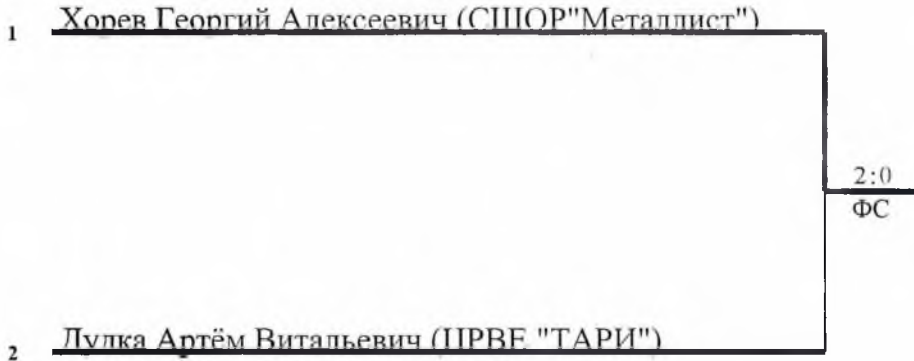 1 Хорев Георгий Алексеевич (СШОР"Металлист")
2:0
ФС
2 Дудка Артём Витальевич (ЦРВЕ "ТАРИ")